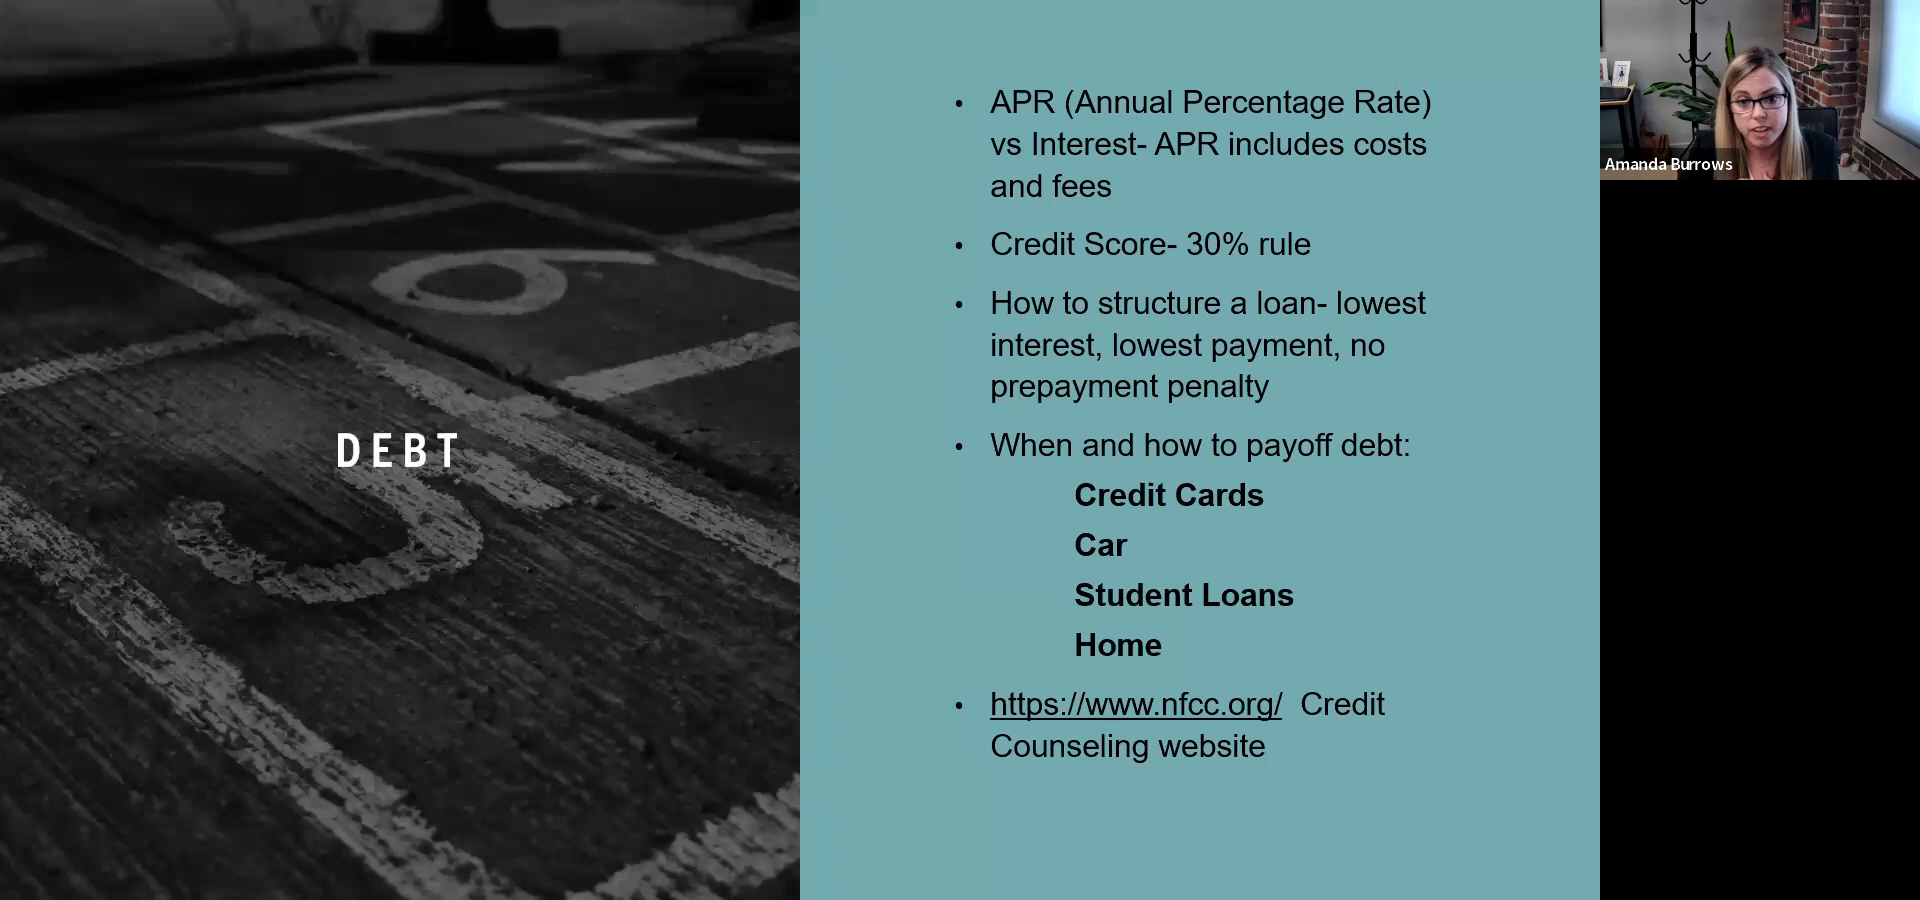 DEBT
• APR (Annual Percentage Rate)
vs Interest- APR includes costs
and fees
• Credit Score- 30% rule
• How to structure a loan- lowest
interest, lowest payment, no
prepayment penalty
• When and how to payoff debt:
Credit Cards
Car
Student Loans
Home
• https://www.nfcc.org/  Credit
Counseling website
Amanda Burrows